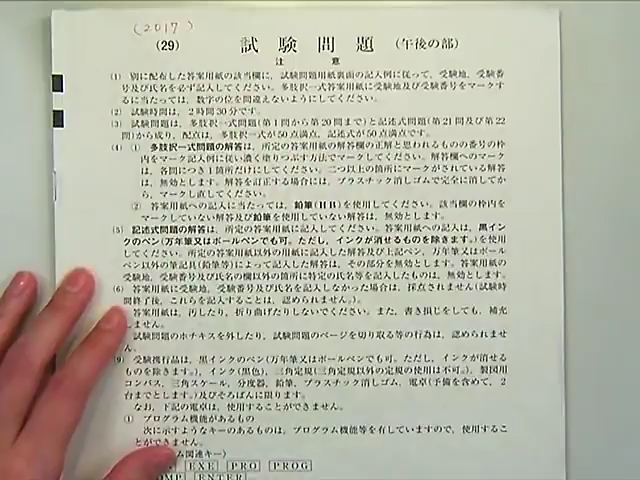 (2017)
(29) 試験問題 (午後の部)
注意
(1) 別に配布した答案用紙の該当欄に,試験問題用紙裏面の記入例に従って,受験地,受験番
号及び氏名を必ず記入してください。多肢択一式答案用紙に受験地及び受験番号をマークす
るに当たっては,数字の位を間違えないようにしてください。
(2) 試験時間は,2時間30分です。
(3) 試験問題は,多肢択一式問題(第1問から第20問まで)と記述式問題(第21問及び第22
問)から成り,配点は,多肢択一式が50点満点,記述式が50点満点です。
(4) ① 多肢択一式問題の解答は,所定の答案用紙の解答欄の正解と思われるものの番号の枠
内をマーク記入例に従い濃く塗りつぶす方法でマークしてください。解答欄へのマーク
は,各問につき1箇所だけにしてください。二つ以上の箇所にマークがされている解答
は,無効とします。解答を訂正する場合には,プラスチック消しゴムで完全に消してか
ら,マークし直してください。
② 答案用紙への記入に当たっては,鉛筆(HB)を使用してください。該当欄の枠内を
マークしていない解答及び鉛筆を使用していない解答は,無効とします。
(5) 記述式問題の解答は,所定の答案用紙に記入してください。答案用紙への記入は,黒イン
クのペン(万年筆又はボールペンでも可。ただし,インクが消せるものを除きます。)を使用
してください。所定の答案用紙以外の用紙に記入した解答及び上記ペン,万年筆又はボール
ペン以外の筆記具(鉛筆等)によって記入した解答は,その部分を無効とします。答案用紙の
受験地,受験番号及び氏名の欄以外の箇所に特定の氏名等を記入したものは,無効とします。
(6) 答案用紙に受験地,受験番号及び氏名を記入しなかった場合は,採点されません(試験時
間終了後,これらを記入することは,認められません。)。
答案用紙は,汚したり,折り曲げたりしないでください。また,書き損じをしても,補充
しません。
試験問題のホチキスを外したり,試験問題のページを切り取る等の行為は,認められませ
ん。
(9) 受験携行品は,黒インクのペン(万年筆又はボールペンでも可。ただし,インクが消せる
ものを除きます。),インク(黒色),三角定規(三角定規以外の定規の使用は不可。),製図用
コンパス,三角スケール,分度器,鉛筆,プラスチック消しゴム,電卓(予備を含めて,2
台までとします。)及びそろばんに限ります。
なお,下記の電卓は,使用することができません。
① プログラム機能があるもの
次に示すようなキーのあるものは,プログラム機能等を有していますので,使用するこ
とができません。
ム関連キー〉
EXE PRO PROG
COMP ENTER